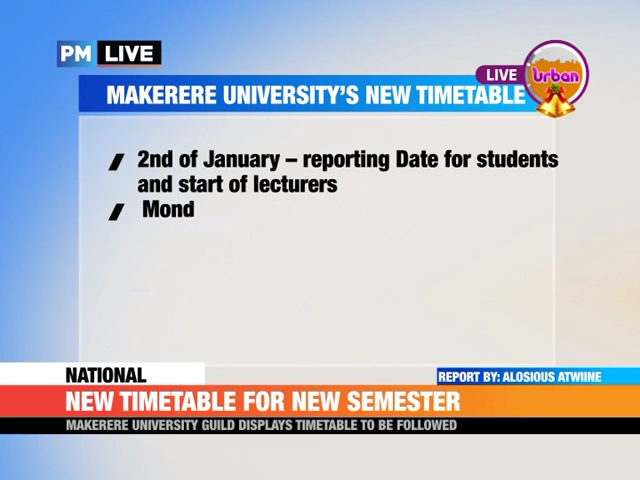 PM LIVE
LIVE
Urban
MAKERERE UNIVERSITY'S NEW TIMETABLE
2nd of January – reporting Date for students
and start of lecturers
Mond
NATIONAL
REPORT BY: ALOSIOUS ATWIINE
NEW TIMETABLE FOR NEW SEMESTER
MAKERERE UNIVERSITY GUILD DISPLAYS TIMETABLE TO BE FOLLOWED